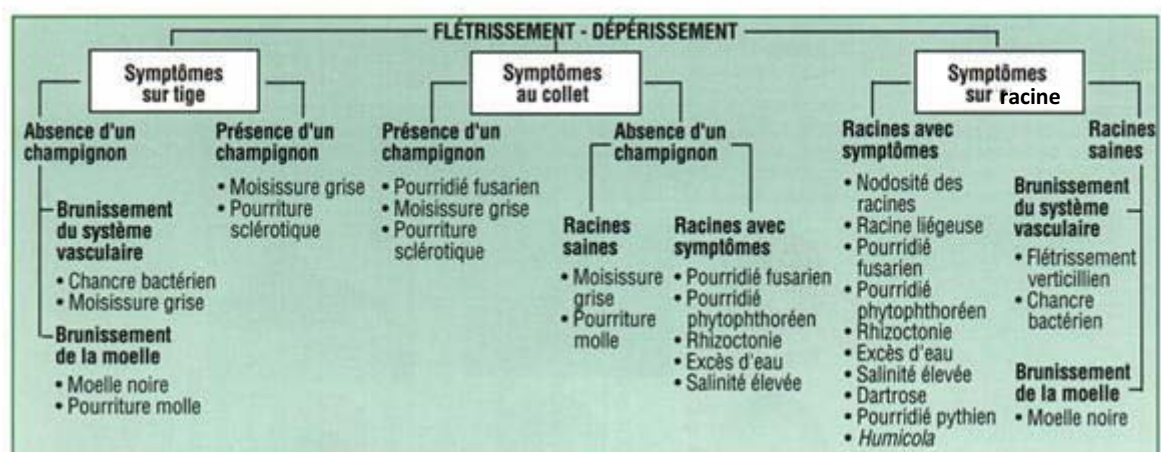 FLÉTRISSEMENT - DÉPÉRISSEMENT
Symptômes
sur tige
Absence d'un
champignon
Brunissement
du système
vasculaire
• Chancre bactérien
• Moisissure grise
Brunissement
de la moelle
• Moelle noire
• Pourriture molle
Présence d'un
champignon
• Moisissure grise
• Pourriture
sclérotique
Symptômes
au collet
Présence d'un
champignon
• Pourridié fusarien
• Moisissure grise
• Pourriture
sclérotique
Absence d'un
champignon
Racines
saines
• Moisissure
grise
• Pourriture
molle
Racines avec
symptômes
• Pourridié fusarien
• Pourridié
phytophthoréen
• Rhizoctonie
• Excès d'eau
• Salinité élevée
Symptômes
sur racine
Racines avec
symptômes
• Nodosité des
racines
• Racine liégeuse
• Pourridié
fusarien
• Pourridié
phytophthoréen
• Rhizoctonie
• Excès d'eau
• Salinité élevée
• Dartrose
• Pourridié pythien
• Humicola
Racines
saines
Brunissement
du système
vasculaire
• Flétrissement
verticillien
• Chancre
bactérien
Brunissement
de la moelle
• Moelle noire